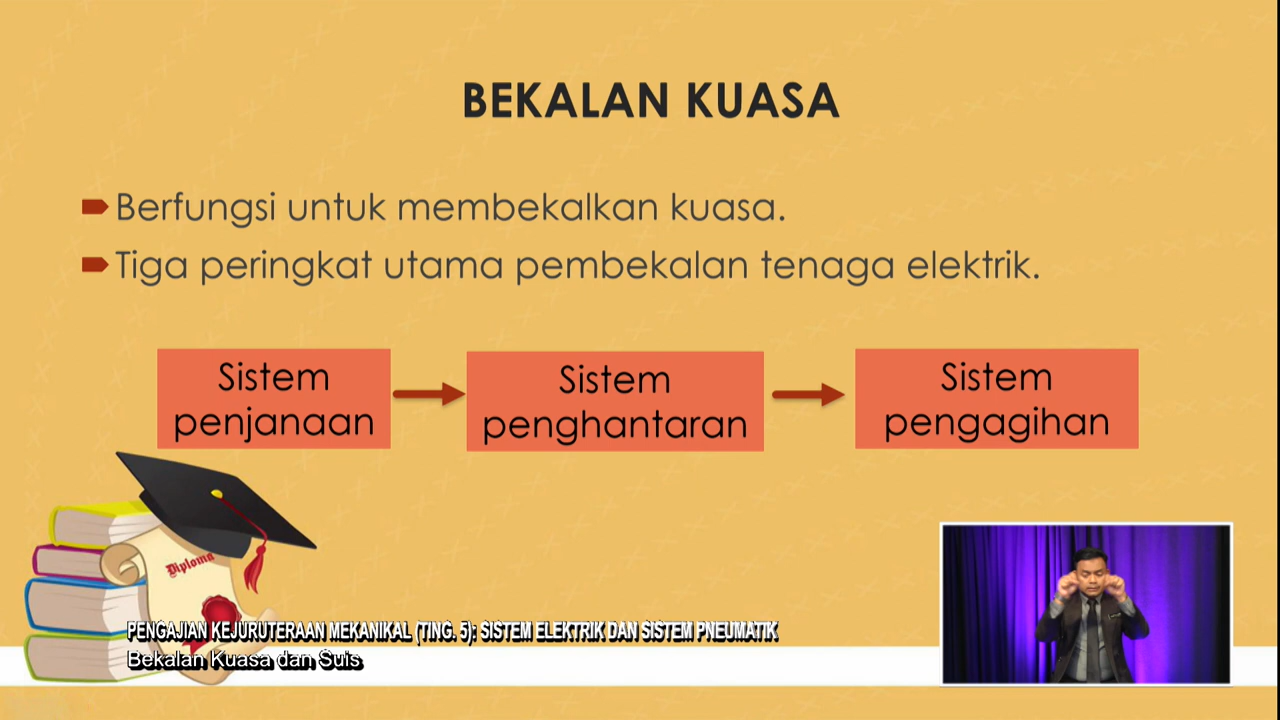 BEKALAN KUASA
Berfungsi untuk membekalkan kuasa.
Tiga peringkat utama pembekalan tenaga elektrik.
Sistem
penjanaan
Sistem
penghantaran
Sistem
pengagihan
Diploma
PENGAJIAN KEJURUTERAAN MEKANIKAL (TING. 5): SISTEM ELEKTRIK DAN SISTEM PNEUMATIK
Bekalan Kuasa dan Suis